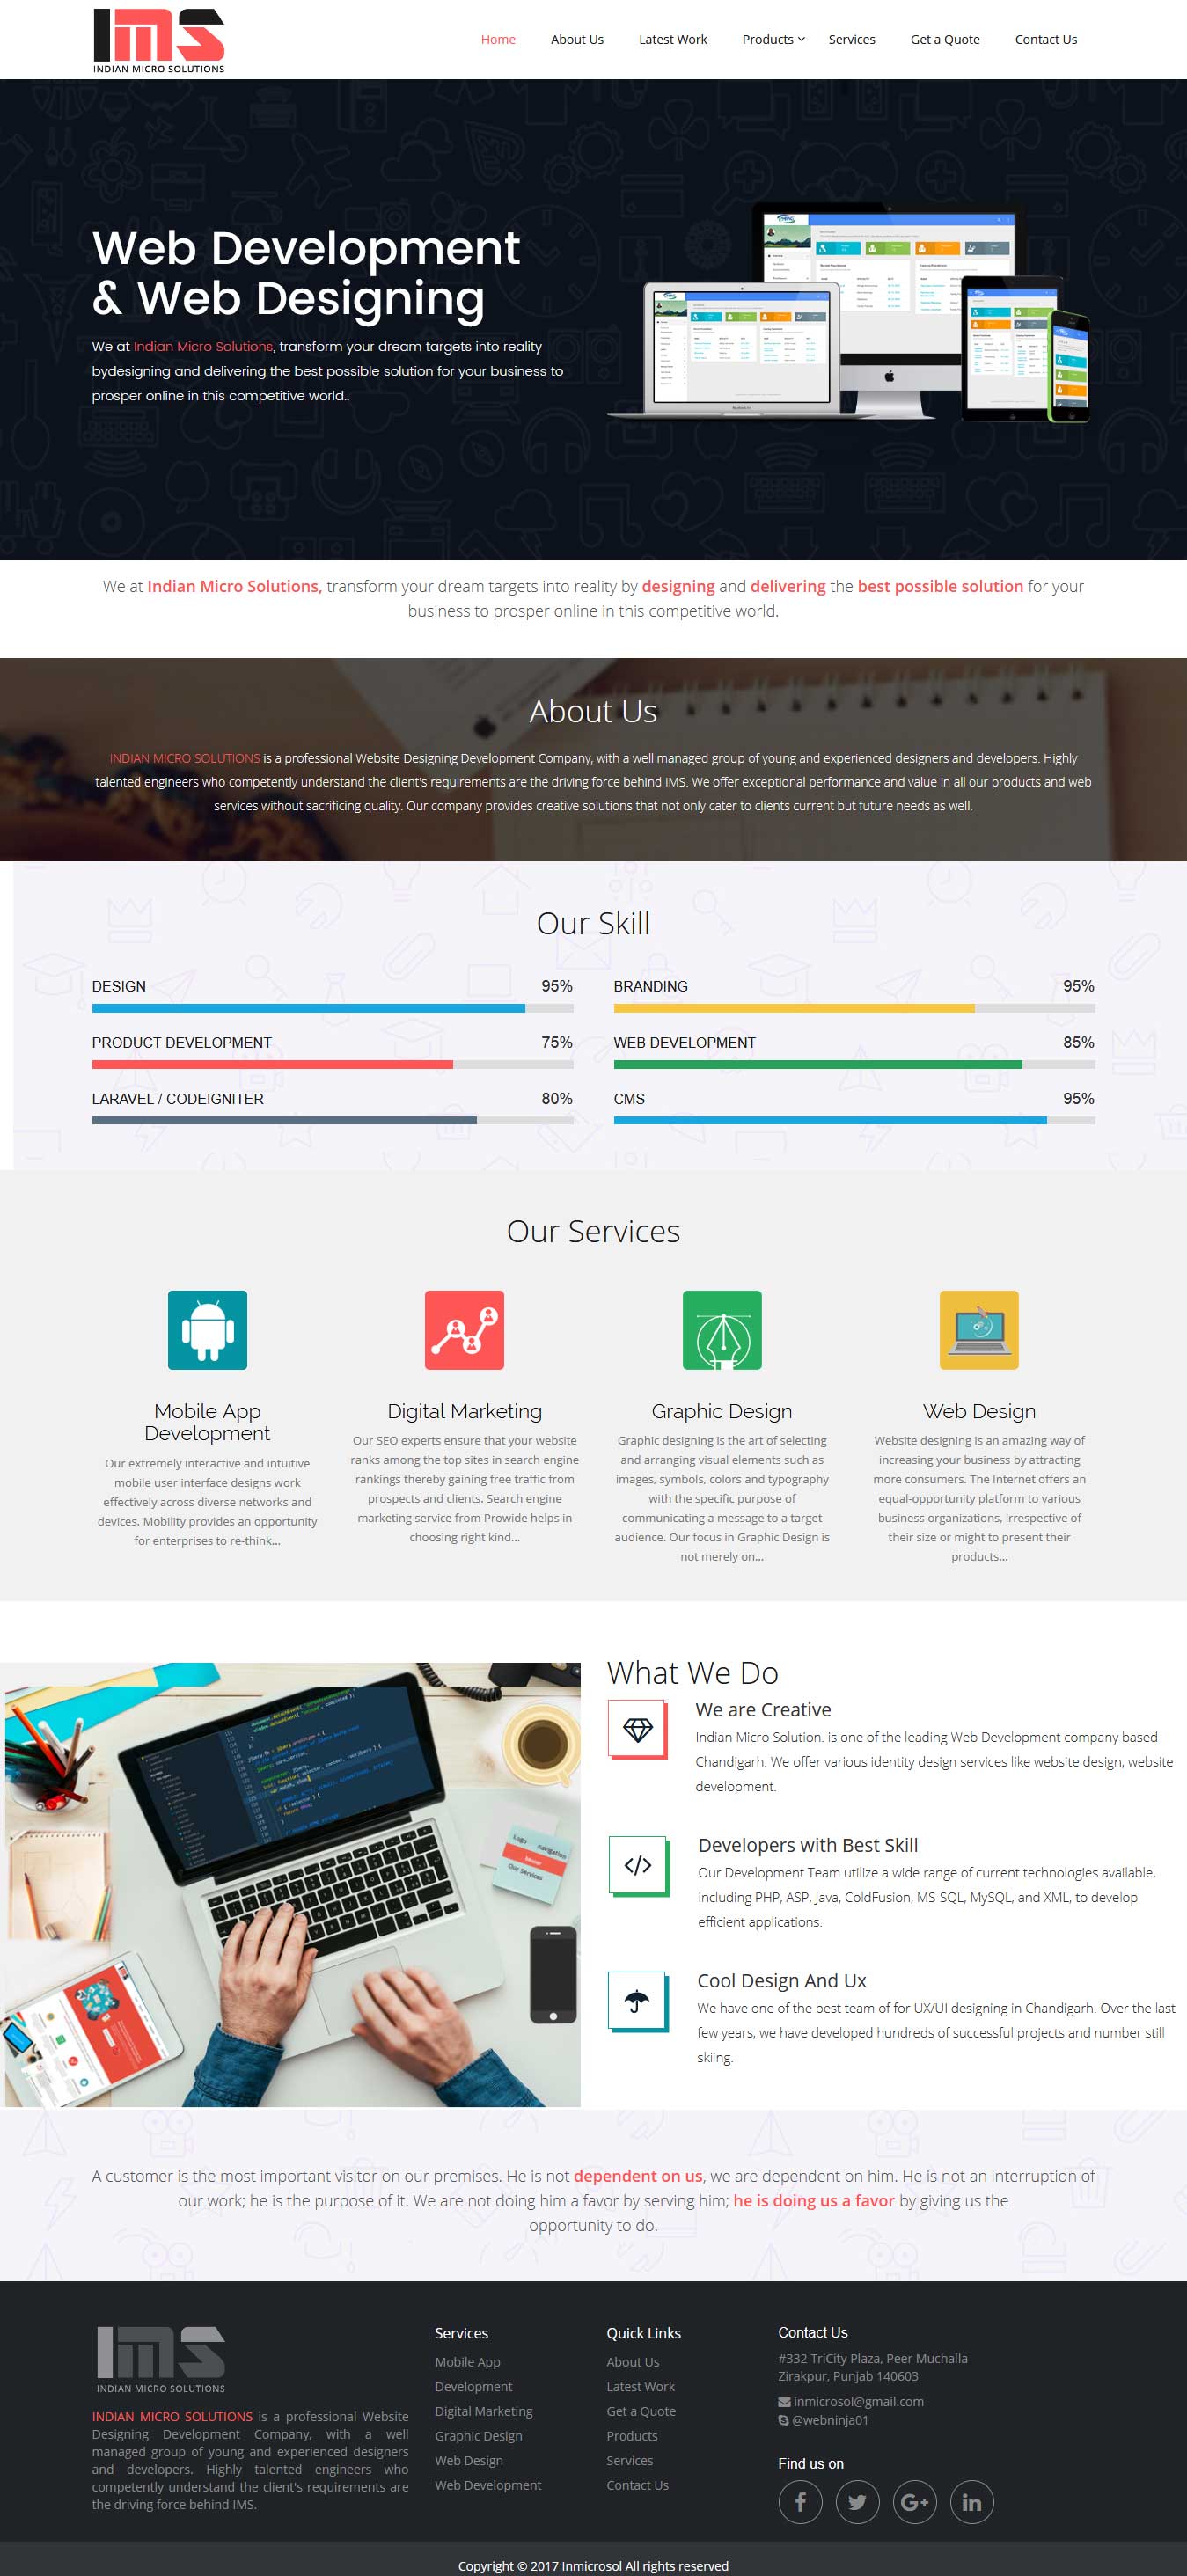 IMS
INDIAN MICRO SOLUTIONS
Home About Us Latest Work Products Services Get a Quote Contact Us
Web Development
& Web Designing
We at Indian Micro Solutions, transform your dream targets into reality
bydesigning and delivering the best possible solution for your business to
prosper online in this competitive world..
We at Indian Micro Solutions, transform your dream targets into reality by designing and delivering the best possible solution for your
business to prosper online in this competitive world.
About Us
INDIAN MICRO SOLUTIONS is a professional Website Designing Development Company, with a well managed group of young and experienced designers and developers. Highly
talented engineers who competently understand the client's requirements are the driving force behind IMS. We offer exceptional performance and value in all our products and web
services without sacrificing quality. Our company provides creative solutions that not only cater to clients current but future needs as well.
Our Skill
DESIGN 95%
BRANDING 95%
PRODUCT DEVELOPMENT 75%
WEB DEVELOPMENT 85%
LARAVEL / CODEIGNITER 80%
CMS 95%
Our Services
Mobile App
Development
Our extremely interactive and intuitive
mobile user interface designs work
effectively across diverse networks and
devices. Mobility provides an opportunity
for enterprises to re-think...
Digital Marketing
Our SEO experts ensure that your website
ranks among the top sites in search engine
rankings thereby gaining free traffic from
prospects and clients. Search engine
marketing service from Prowide helps in
choosing right kind...
Graphic Design
Graphic designing is the art of selecting
and arranging visual elements such as
images, symbols, colors and typography
with the specific purpose of
communicating a message to a target
audience. Our focus in Graphic Design is
not merely on...
Web Design
Website designing is an amazing way of
increasing your business by attracting
more consumers. The Internet offers an
equal-opportunity platform to various
business organizations, irrespective of
their size or might to present their
products...
What We Do
We are Creative
Indian Micro Solution. is one of the leading Web Development company based
Chandigarh. We offer various identity design services like website design, website
development.
Developers with Best Skill
Our Development Team utilize a wide range of current technologies available,
including PHP, ASP, Java, ColdFusion, MS-SQL, MySQL, and XML, to develop
efficient applications.
Cool Design And Ux
We have one of the best team of for UX/UI designing in Chandigarh. Over the last
few years, we have developed hundreds of successful projects and number still
skiing.
Logo navigation
Our Services
A customer is the most important visitor on our premises. He is not dependent on us, we are dependent on him. He is not an interruption of
our work; he is the purpose of it. We are not doing him a favor by serving him; he is doing us a favor by giving us the
opportunity to do.
IMS
INDIAN MICRO SOLUTIONS
INDIAN MICRO SOLUTIONS is a professional Website
Designing Development Company, with a well
managed group of young and experienced designers
and developers. Highly talented engineers who
competently understand the client's requirements are
the driving force behind IMS.
Services
Mobile App
Development
Digital Marketing
Graphic Design
Web Design
Web Development
Quick Links
About Us
Latest Work
Get a Quote
Products
Services
Contact Us
Contact Us
#332 TriCity Plaza, Peer Muchalla
Zirakpur, Punjab 140603
inmicrosol@gmail.com
@webninja01
Find us on
Copyright © 2017 Inmicrosol All rights reserved